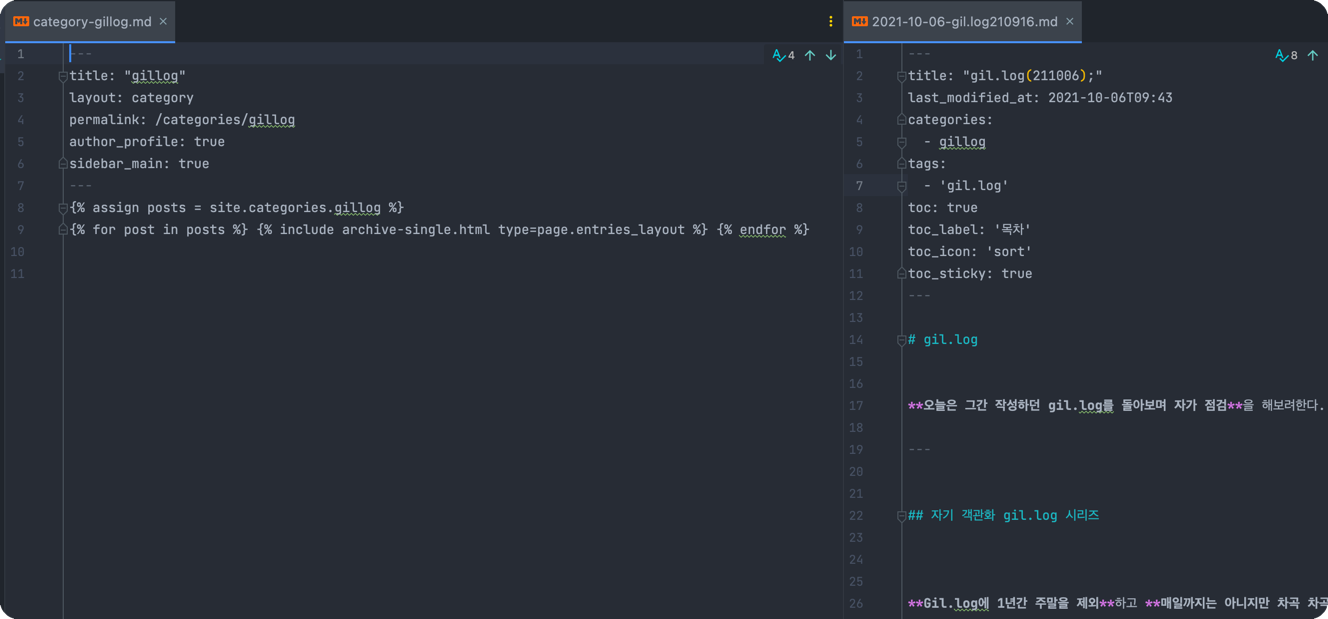 category-gillog.md
1 ---
2 title: "gillog"
3 layout: category
4 permalink: /categories/gillog
5 author_profile: true
6 sidebar_main: true
7 ---
8 {% assign posts = site.categories.gillog %}
9 {% for post in posts %} {% include archive-single.html type=page.entries_layout %} {% endfor %}
10
11
4
2021-10-06-gil.log210916.md
1 ---
2 title: "gil.log(211006);"
3 last_modified_at: 2021-10-06T09:43
4 categories:
5   - gillog
6 tags:
7   - 'gil.log'
8 toc: true
9 toc_label: '목차'
10 toc_icon: 'sort'
11 toc_sticky: true
12 ---
13
14 # gil.log
15
16
17 **오늘은 그간 작성하던 gil.log를 돌아보며 자가 점검**을 해보려한다.
18
19 ---
20
21
22 ## 자기 객관화 gil.log 시리즈
23
24
25
26 **Gil.log에 1년간 주말을 제외**하고 **매일까지는 아니지만 차곡 차곡
8